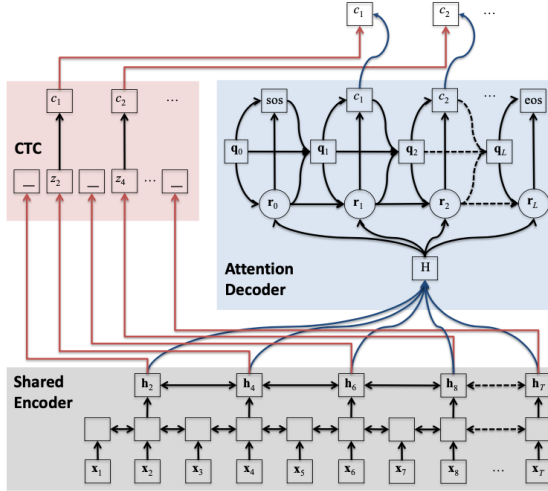 c1 c2 ...
c1 c2 ...
CTC
_ z2 _ z4 ... _
sos c1 c2 ... eos
q0 q1 q2 qL
r0 r1 r2 rL
H
Attention
Decoder
Shared
Encoder
h2 h4 h6 h8 hT
x1 x2 x3 x4 x5 x6 x7 x8 ... xT